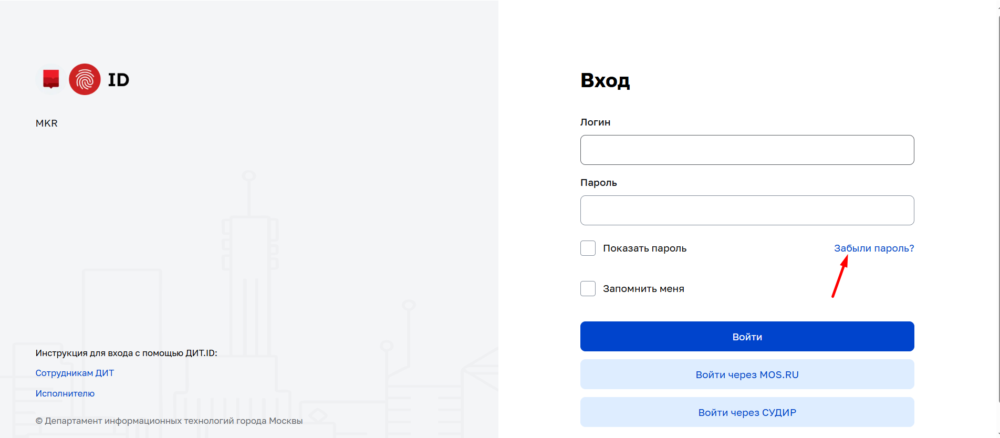 ID
MKR
Инструкция для входа с помощью ДИТ.ID:
Сотрудникам ДИТ
Исполнителю
© Департамент информационных технологий города Москвы
Вход
Логин
Пароль
Показать пароль
Забыли пароль?
Запомнить меня
Войти
Войти через MOS.RU
Войти через СУДИР